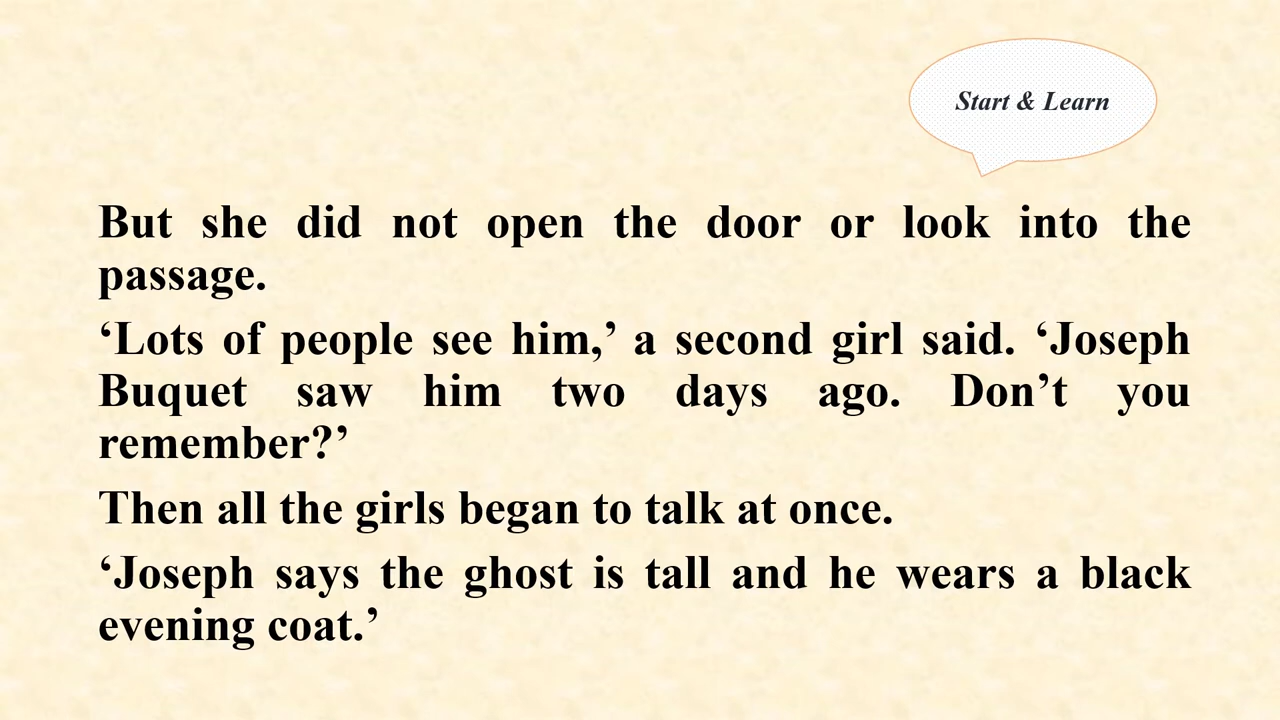 Start & Learn
But she did not open the door or look into the
passage.
‘Lots of people see him,’ a second girl said. ‘Joseph
Buquet saw him two days ago. Don’t you
remember?’
Then all the girls began to talk at once.
‘Joseph says the ghost is tall and he wears a black
evening coat.’